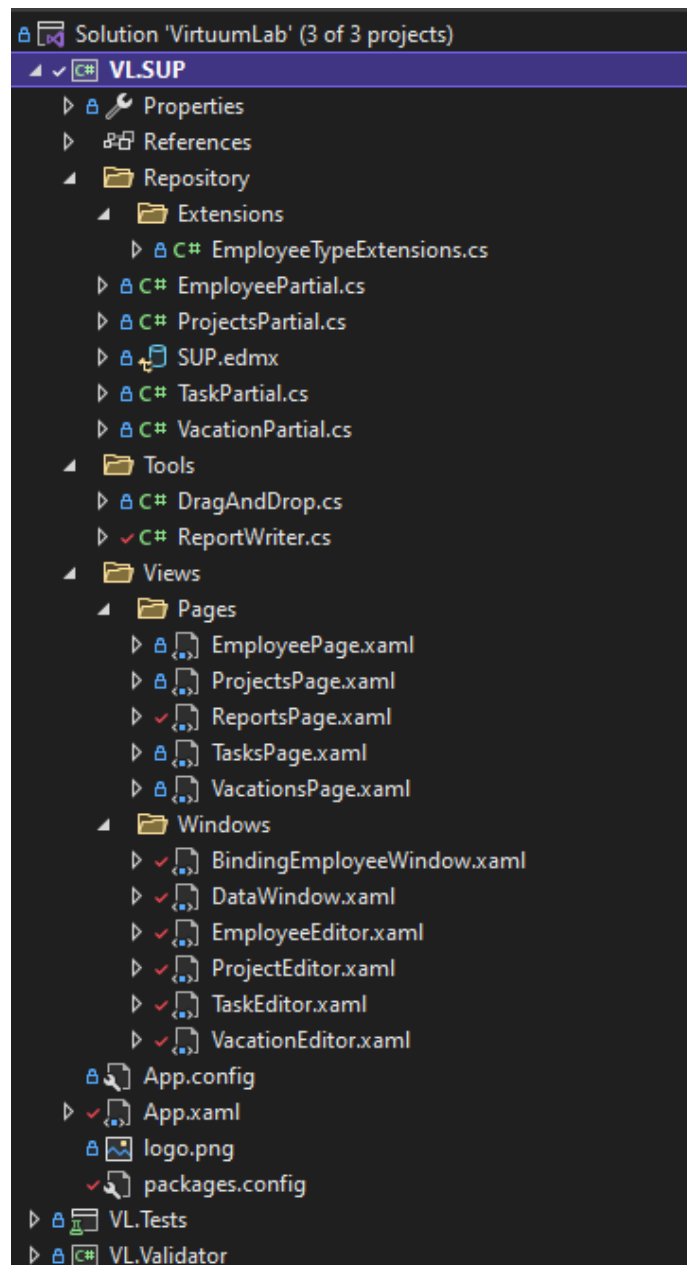 Solution 'VirtuumLab' (3 of 3 projects)
C# VL.SUP
Properties
References
Repository
Extensions
C# EmployeeTypeExtensions.cs
C# EmployeePartial.cs
C# ProjectsPartial.cs
SUP.edmx
C# TaskPartial.cs
C# VacationPartial.cs
Tools
C# DragAndDrop.cs
C# ReportWriter.cs
Views
Pages
EmployeePage.xaml
ProjectsPage.xaml
ReportsPage.xaml
TasksPage.xaml
VacationsPage.xaml
Windows
BindingEmployeeWindow.xaml
DataWindow.xaml
EmployeeEditor.xaml
ProjectEditor.xaml
TaskEditor.xaml
VacationEditor.xaml
App.config
App.xaml
logo.png
packages.config
VL.Tests
C# VL.Validator